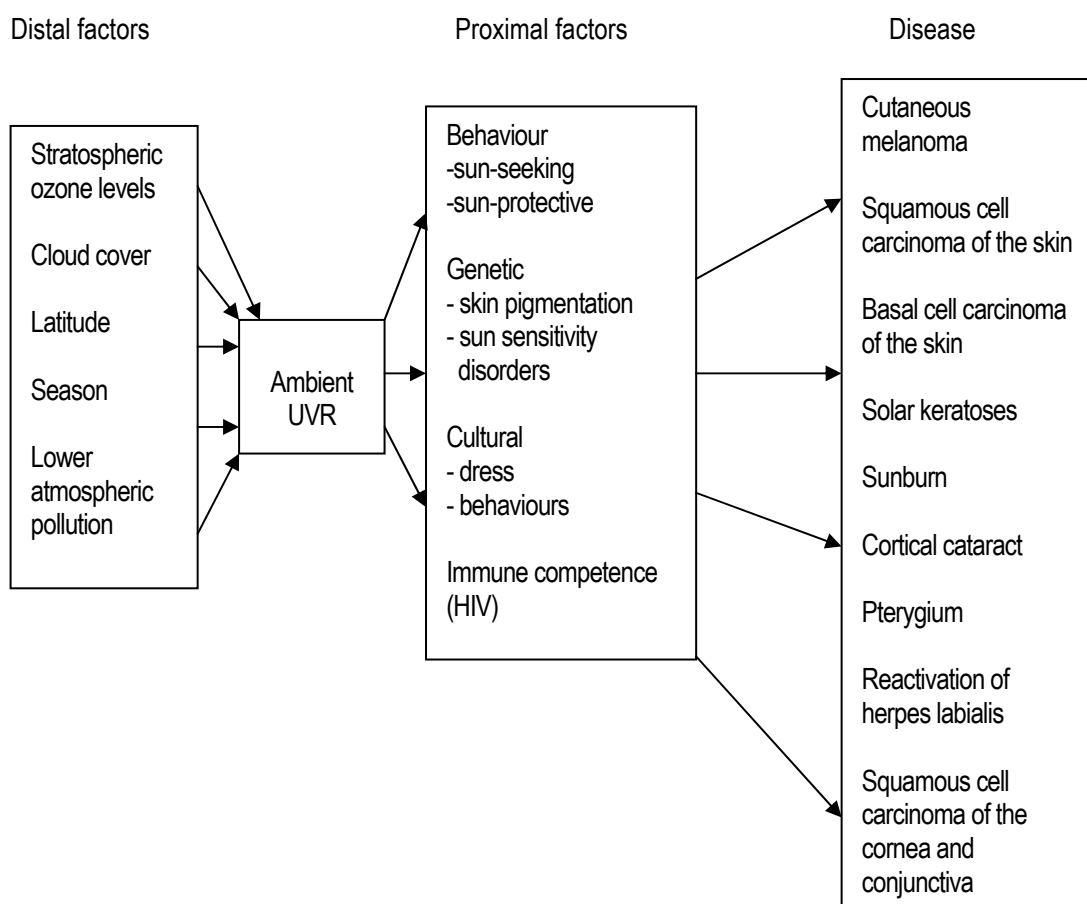 Distal factors
Proximal factors
Disease
Stratospheric
ozone levels
Cloud cover
Latitude
Season
Lower
atmospheric
pollution
Ambient
UVR
Behaviour
-sun-seeking
-sun-protective
Genetic
- skin pigmentation
- sun sensitivity
disorders
Cultural
- dress
- behaviours
Immune competence
(HIV)
Cutaneous
melanoma
Squamous cell
carcinoma of the skin
Basal cell carcinoma
of the skin
Solar keratoses
Sunburn
Cortical cataract
Pterygium
Reactivation of
herpes labialis
Squamous cell
carcinoma of the
cornea and
conjunctiva